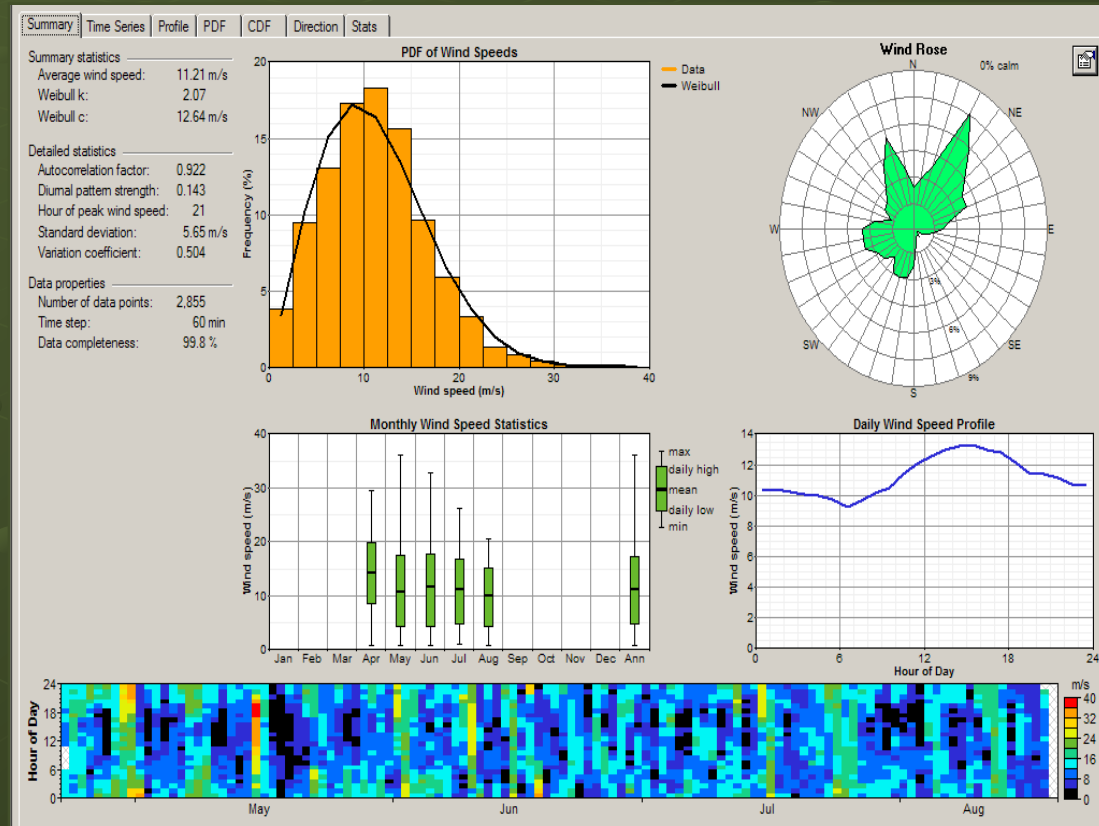 Summary Time Series Profile PDF CDF Direction Stats
Summary statistics
Average wind speed: 11.21 m/s
Weibull k: 2.07
Weibull c: 12.64 m/s
Detailed statistics
Autocorrelation factor: 0.922
Diurnal pattern strength: 0.143
Hour of peak wind speed: 21
Standard deviation: 5.65 m/s
Variation coefficient: 0.504
Data properties
Number of data points: 2,855
Time step: 60 min
Data completeness: 99.8 %
PDF of Wind Speeds
Frequency (%)
20
15
10
5
0
0 10 20 30 40
Wind speed (m/s)
Data
Weibull
Wind Rose
0% calm
N
NW NE
W E
SW SE
S
3%
6%
9%
Monthly Wind Speed Statistics
Wind speed (m/s)
40
30
20
10
0
Jan Feb Mar Apr May Jun Jul Aug Sep Oct Nov Dec Ann
max
daily high
mean
daily low
min
Daily Wind Speed Profile
Wind speed (m/s)
14
12
10
8
6
4
2
0
0 6 12 18 24
Hour of Day
Hour of Day
24
18
12
6
0
May Jun Jul Aug
m/s
40
32
24
16
8
0